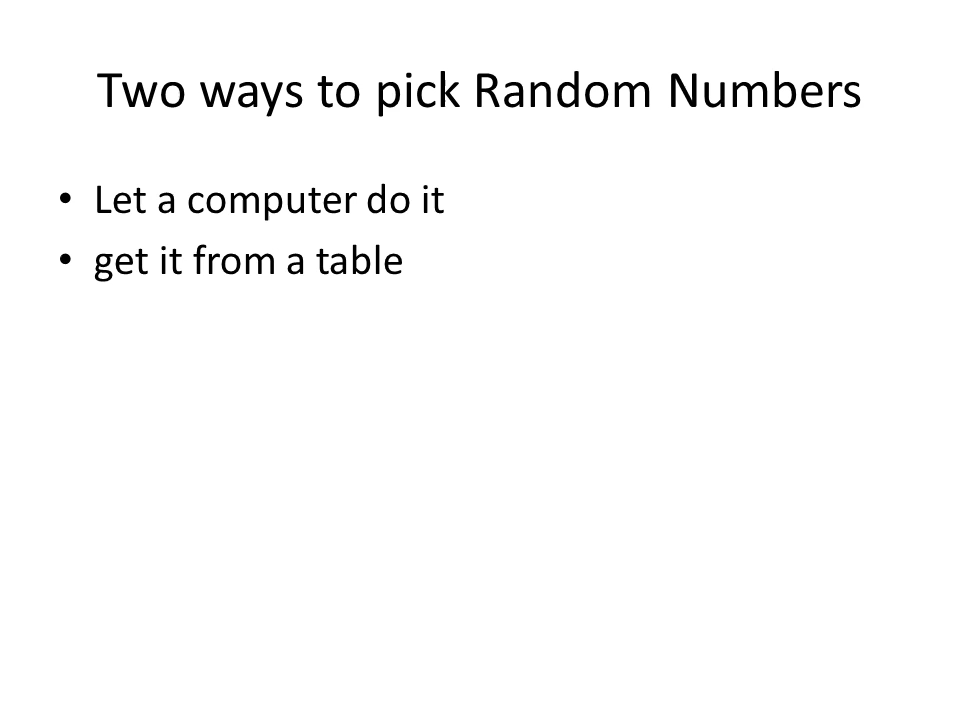 Two ways to pick Random Numbers
• Let a computer do it
• get it from a table